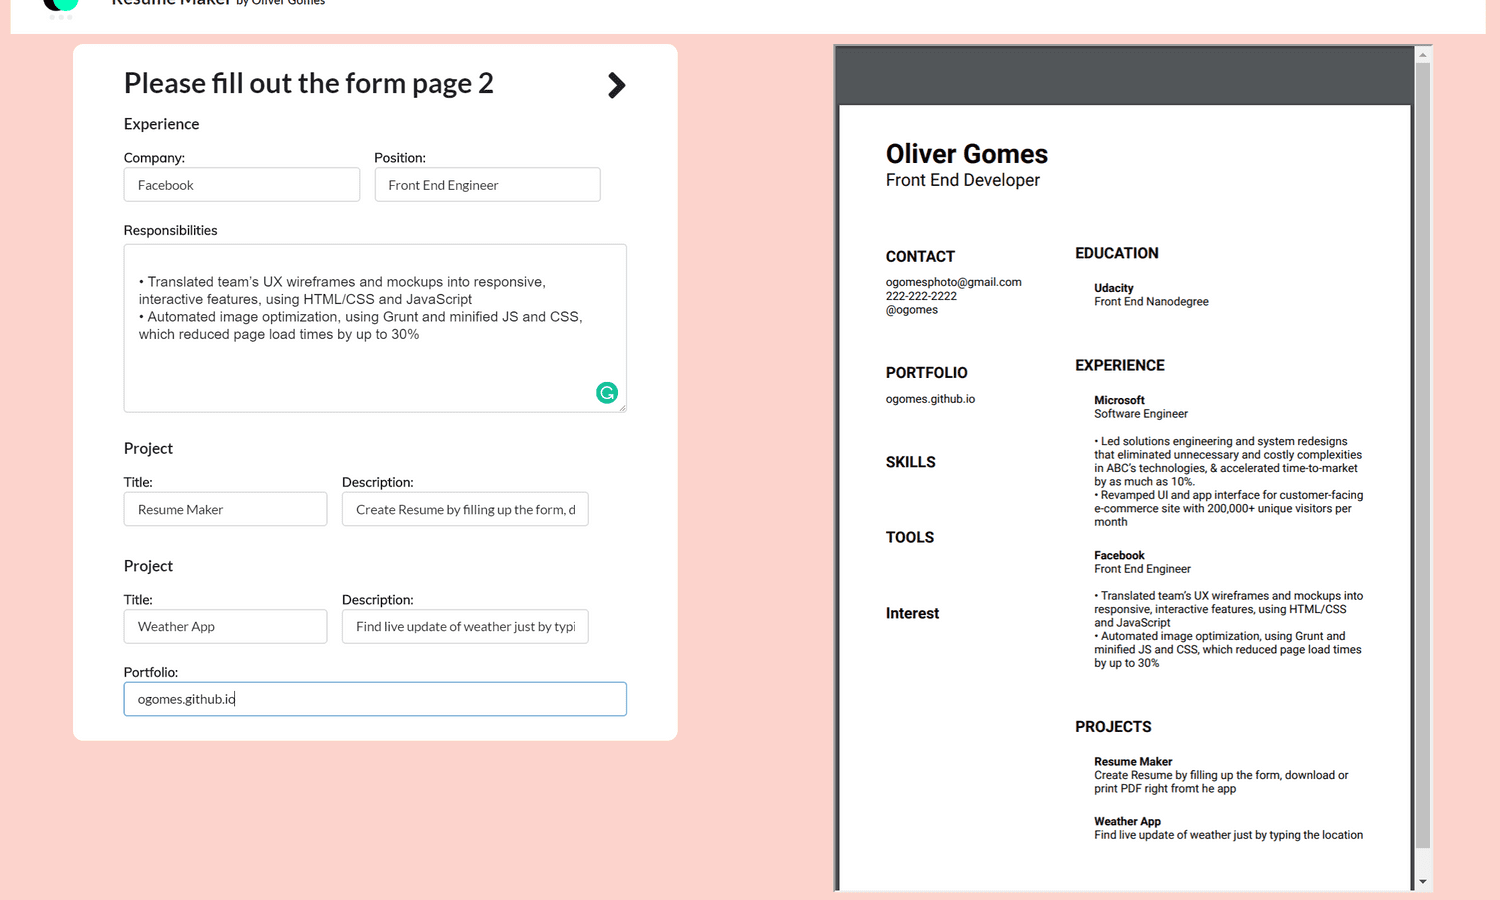 Resume Maker by Oliver Gomes
Please fill out the form page 2
Experience
Company:
Position:
Facebook
Front End Engineer
Responsibilities
• Translated team's UX wireframes and mockups into responsive,
interactive features, using HTML/CSS and JavaScript
• Automated image optimization, using Grunt and minified JS and CSS,
which reduced page load times by up to 30%
Project
Title:
Description:
Resume Maker
Create Resume by filling up the form, d
Project
Title:
Description:
Weather App
Find live update of weather just by typi
Portfolio:
ogomes.github.io
Oliver Gomes
Front End Developer
CONTACT
ogomesphoto@gmail.com
222-222-2222
@ogomes
PORTFOLIO
ogomes.github.io
SKILLS
TOOLS
Interest
EDUCATION
Udacity
Front End Nanodegree
EXPERIENCE
Microsoft
Software Engineer
• Led solutions engineering and system redesigns
that eliminated unnecessary and costly complexities
in ABC's technologies, & accelerated time-to-market
by as much as 10%.
• Revamped UI and app interface for customer-facing
e-commerce site with 200,000+ unique visitors per
month
Facebook
Front End Engineer
• Translated team's UX wireframes and mockups into
responsive, interactive features, using HTML/CSS
and JavaScript
• Automated image optimization, using Grunt and
minified JS and CSS, which reduced page load times
by up to 30%
PROJECTS
Resume Maker
Create Resume by filling up the form, download or
print PDF right fromt he app
Weather App
Find live update of weather just by typing the location